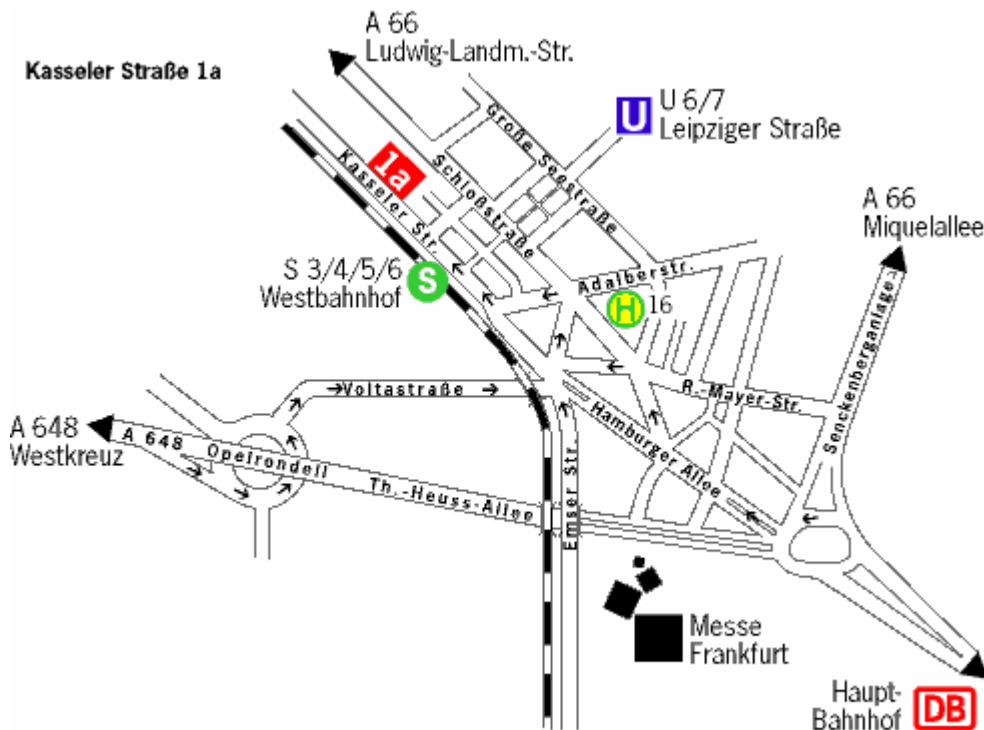 A 66
Ludwig-Landm.-Str.
Kasseler Straße 1a
U
U 6/7
Leipziger Straße
Große Seestraße
1a
Schloßstraße
Kasseler Str.
A 66
Miquelallee
S 3/4/5/6
Westbahnhof
S
Adalberstr.
H
16
Senckenberganlage
Voltastraße
R.-Mayer-Str.
Hamburger Allee
A 648
Westkreuz
A 648
Opelrondell
Th.-Heuss-Allee
Emser Str.
Messe
Frankfurt
Haupt-
Bahnhof
DB